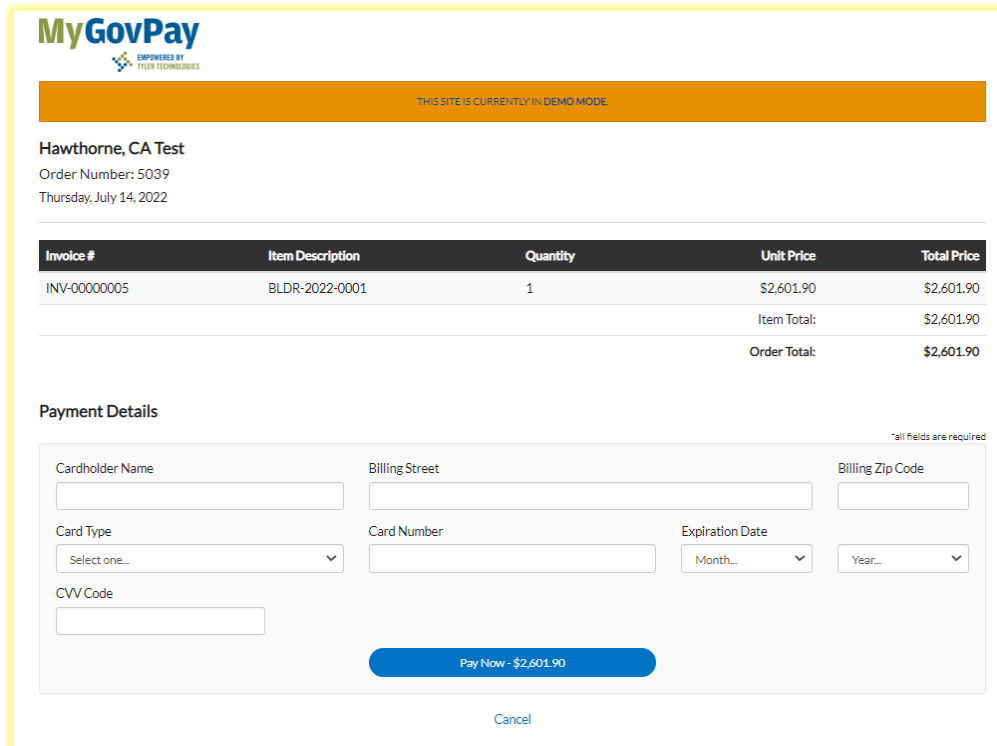 MyGovPay
EMPOWERED BY
TYLER TECHNOLOGIES
THIS SITE IS CURRENTLY IN DEMO MODE.
Hawthorne, CA Test
Order Number: 5039
Thursday, July 14, 2022
Invoice # Item Description Quantity Unit Price Total Price
INV-00000005 BLDR-2022-0001 1 $2,601.90 $2,601.90
Item Total: $2,601.90
Order Total: $2,601.90
Payment Details
*all fields are required
Cardholder Name Billing Street Billing Zip Code
Card Type Card Number Expiration Date
Select one... Month... Year...
CVV Code
Pay Now - $2,601.90
Cancel